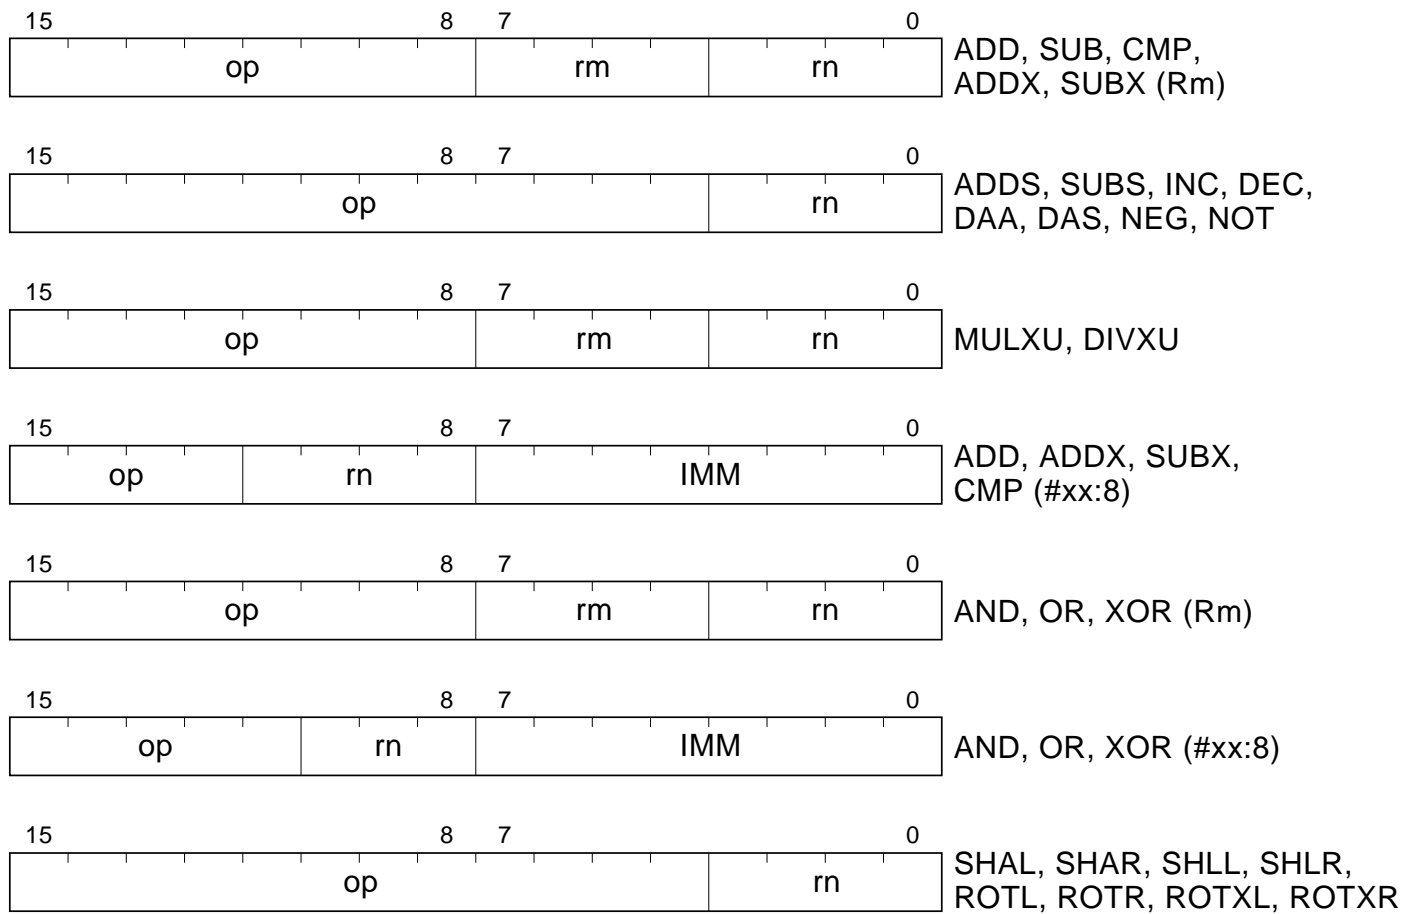 15 8 7 0
op rm rn
ADD, SUB, CMP,
ADDX, SUBX (Rm)
15 8 7 0
op rn
ADDS, SUBS, INC, DEC,
DAA, DAS, NEG, NOT
15 8 7 0
op rm rn MULXU, DIVXU
15 8 7 0
op rn IMM
ADD, ADDX, SUBX,
CMP (#xx:8)
15 8 7 0
op rm rn AND, OR, XOR (Rm)
15 8 7 0
op rn IMM AND, OR, XOR (#xx:8)
15 8 7 0
op rn
SHAL, SHAR, SHLL, SHLR,
ROTL, ROTR, ROTXL, ROTXR